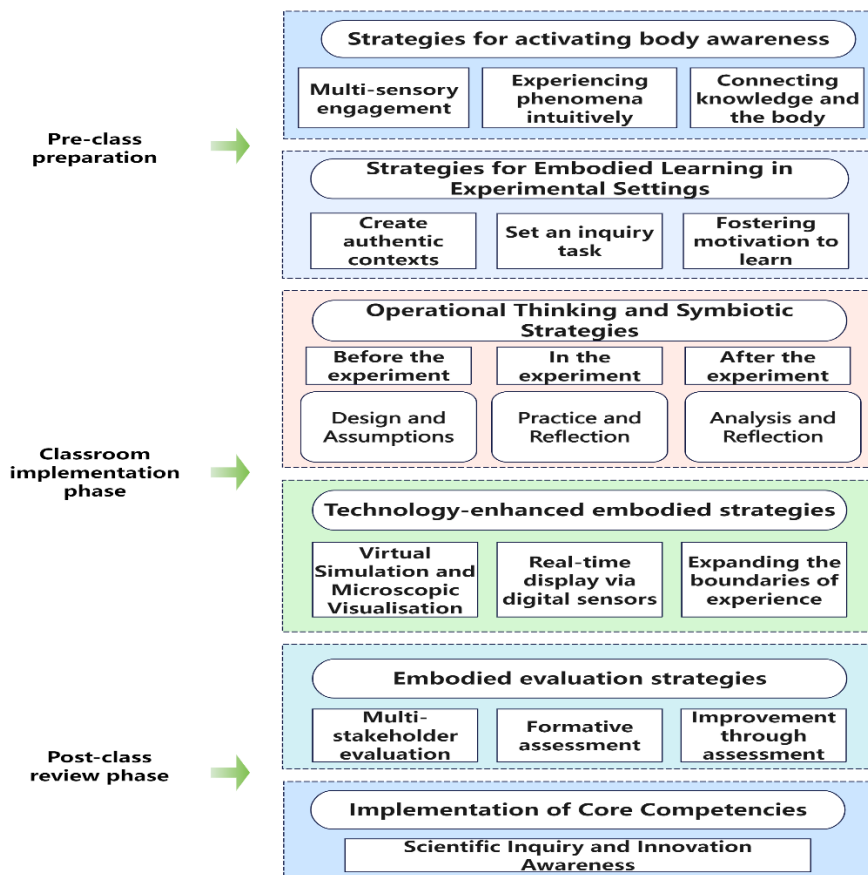 Strategies for activating body awareness
Multi-sensory
engagement
Experiencing
phenomena
intuitively
Connecting
knowledge and
the body
Pre-class
preparation
Strategies for Embodied Learning in
Experimental Settings
Create
authentic
contexts
Set an inquiry
task
Fostering
motivation to
learn
Operational Thinking and Symbiotic
Strategies
Before the
experiment
In the
experiment
After the
experiment
Design and
Assumptions
Practice and
Reflection
Analysis and
Reflection
Classroom
implementation
phase
Technology-enhanced embodied strategies
Virtual
Simulation and
Microscopic
Visualisation
Real-time
display via
digital sensors
Expanding the
boundaries of
experience
Embodied evaluation strategies
Multi-
stakeholder
evaluation
Formative
assessment
Improvement
through
assessment
Post-class
review phase
Implementation of Core Competencies
Scientific Inquiry and Innovation
Awareness